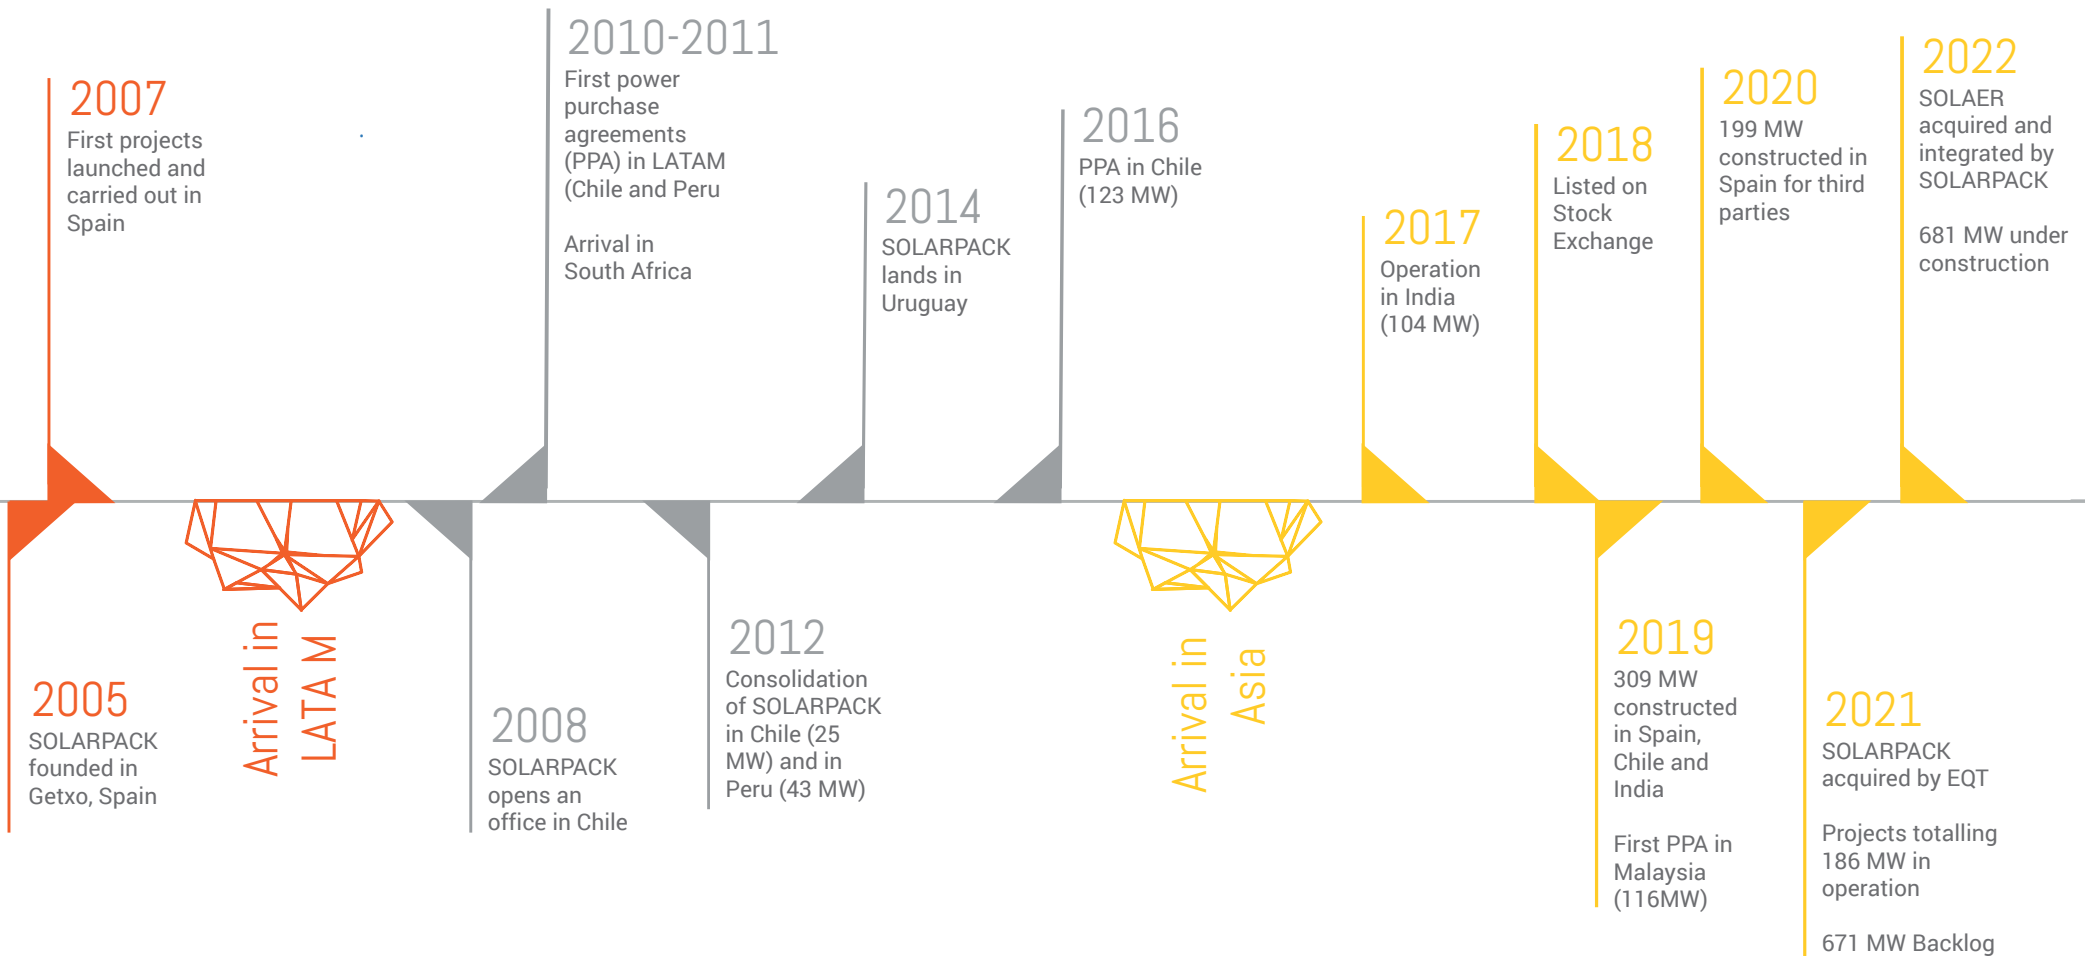 2005
SOLARPACK
founded in
Getxo, Spain
2007
First projects
launched and
carried out in
Spain
Arrival in
LATA M
2008
SOLARPACK
opens an
office in Chile
2010-2011
First power
purchase
agreements
(PPA) in LATAM
(Chile and Peru
Arrival in
South Africa
2012
Consolidation
of SOLARPACK
in Chile (25
MW) and in
Peru (43 MW)
2014
SOLARPACK
lands in
Uruguay
2016
PPA in Chile
(123 MW)
Arrival in
Asia
2017
Operation
in India
(104 MW)
2018
Listed on
Stock
Exchange
2019
309 MW
constructed
in Spain,
Chile and
India
First PPA in
Malaysia
(116MW)
2020
199 MW
constructed in
Spain for third
parties
2021
SOLARPACK
acquired by EQT
Projects totalling
186 MW in
operation
671 MW Backlog
2022
SOLAER
acquired and
integrated by
SOLARPACK
681 MW under
construction